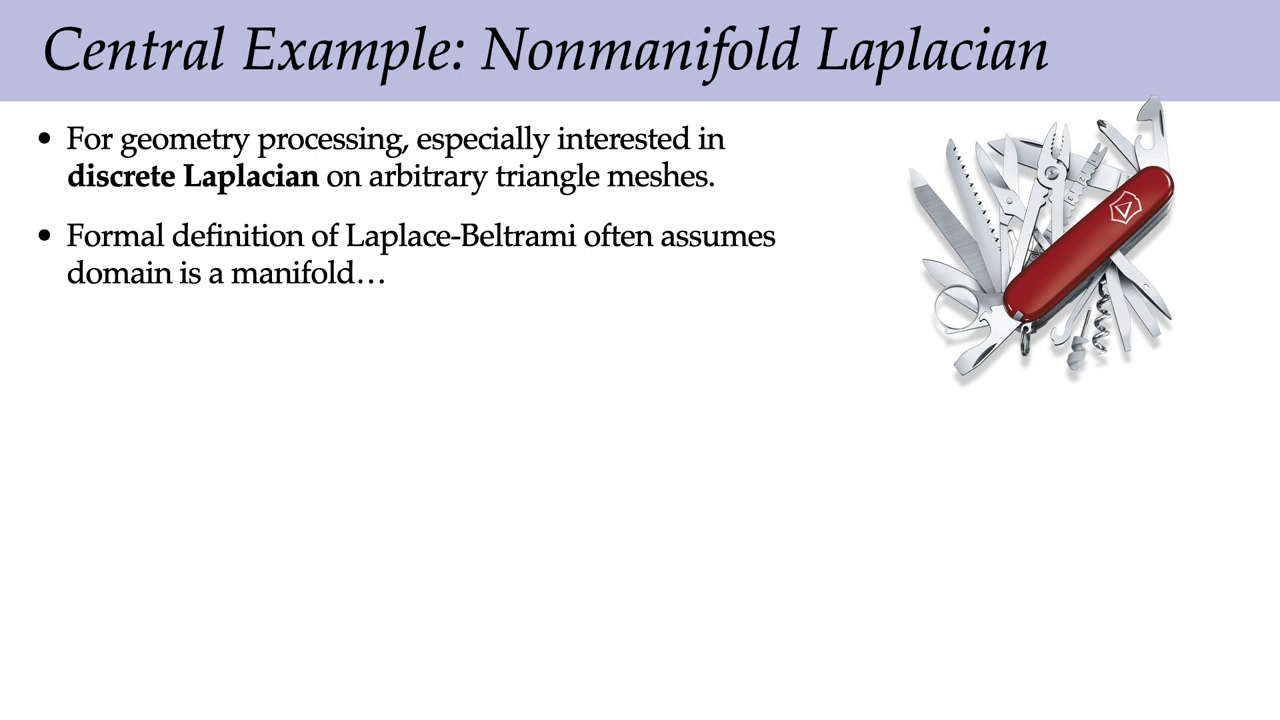 Central Example: Nonmanifold Laplacian
• For geometry processing, especially interested in
discrete Laplacian on arbitrary triangle meshes.
• Formal definition of Laplace-Beltrami often assumes
domain is a manifold…